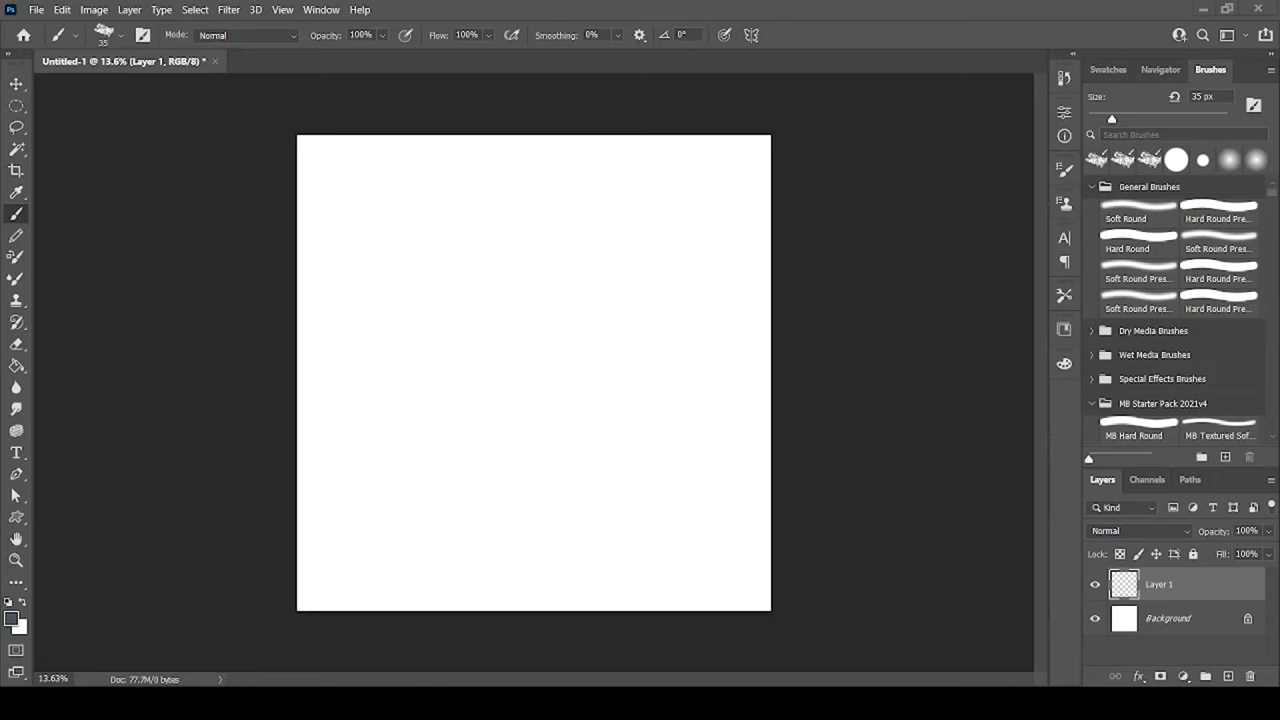 Ps File Edit Image Layer Type Select Filter 3D View Window Help
35 Mode: Normal Opacity: 100% Flow: 100% Smoothing: 0% 0°
Untitled-1 @ 13.6% (Layer 1, RGB/8) *
Swatches Navigator Brushes
Size: 35 px
Search Brushes
General Brushes
Soft Round Hard Round Pre...
Hard Round Soft Round Pres...
Soft Round Pres... Hard Round Pre...
Soft Round Pres... Hard Round Pre...
Dry Media Brushes
Wet Media Brushes
Special Effects Brushes
MB Starter Pack 2021v4
MB Hard Round MB Textured Sof...
Layers Channels Paths
Kind
Normal Opacity: 100%
Lock: Fill: 100%
Layer 1
Background
fx
13.63% Doc: 77.7M/0 bytes